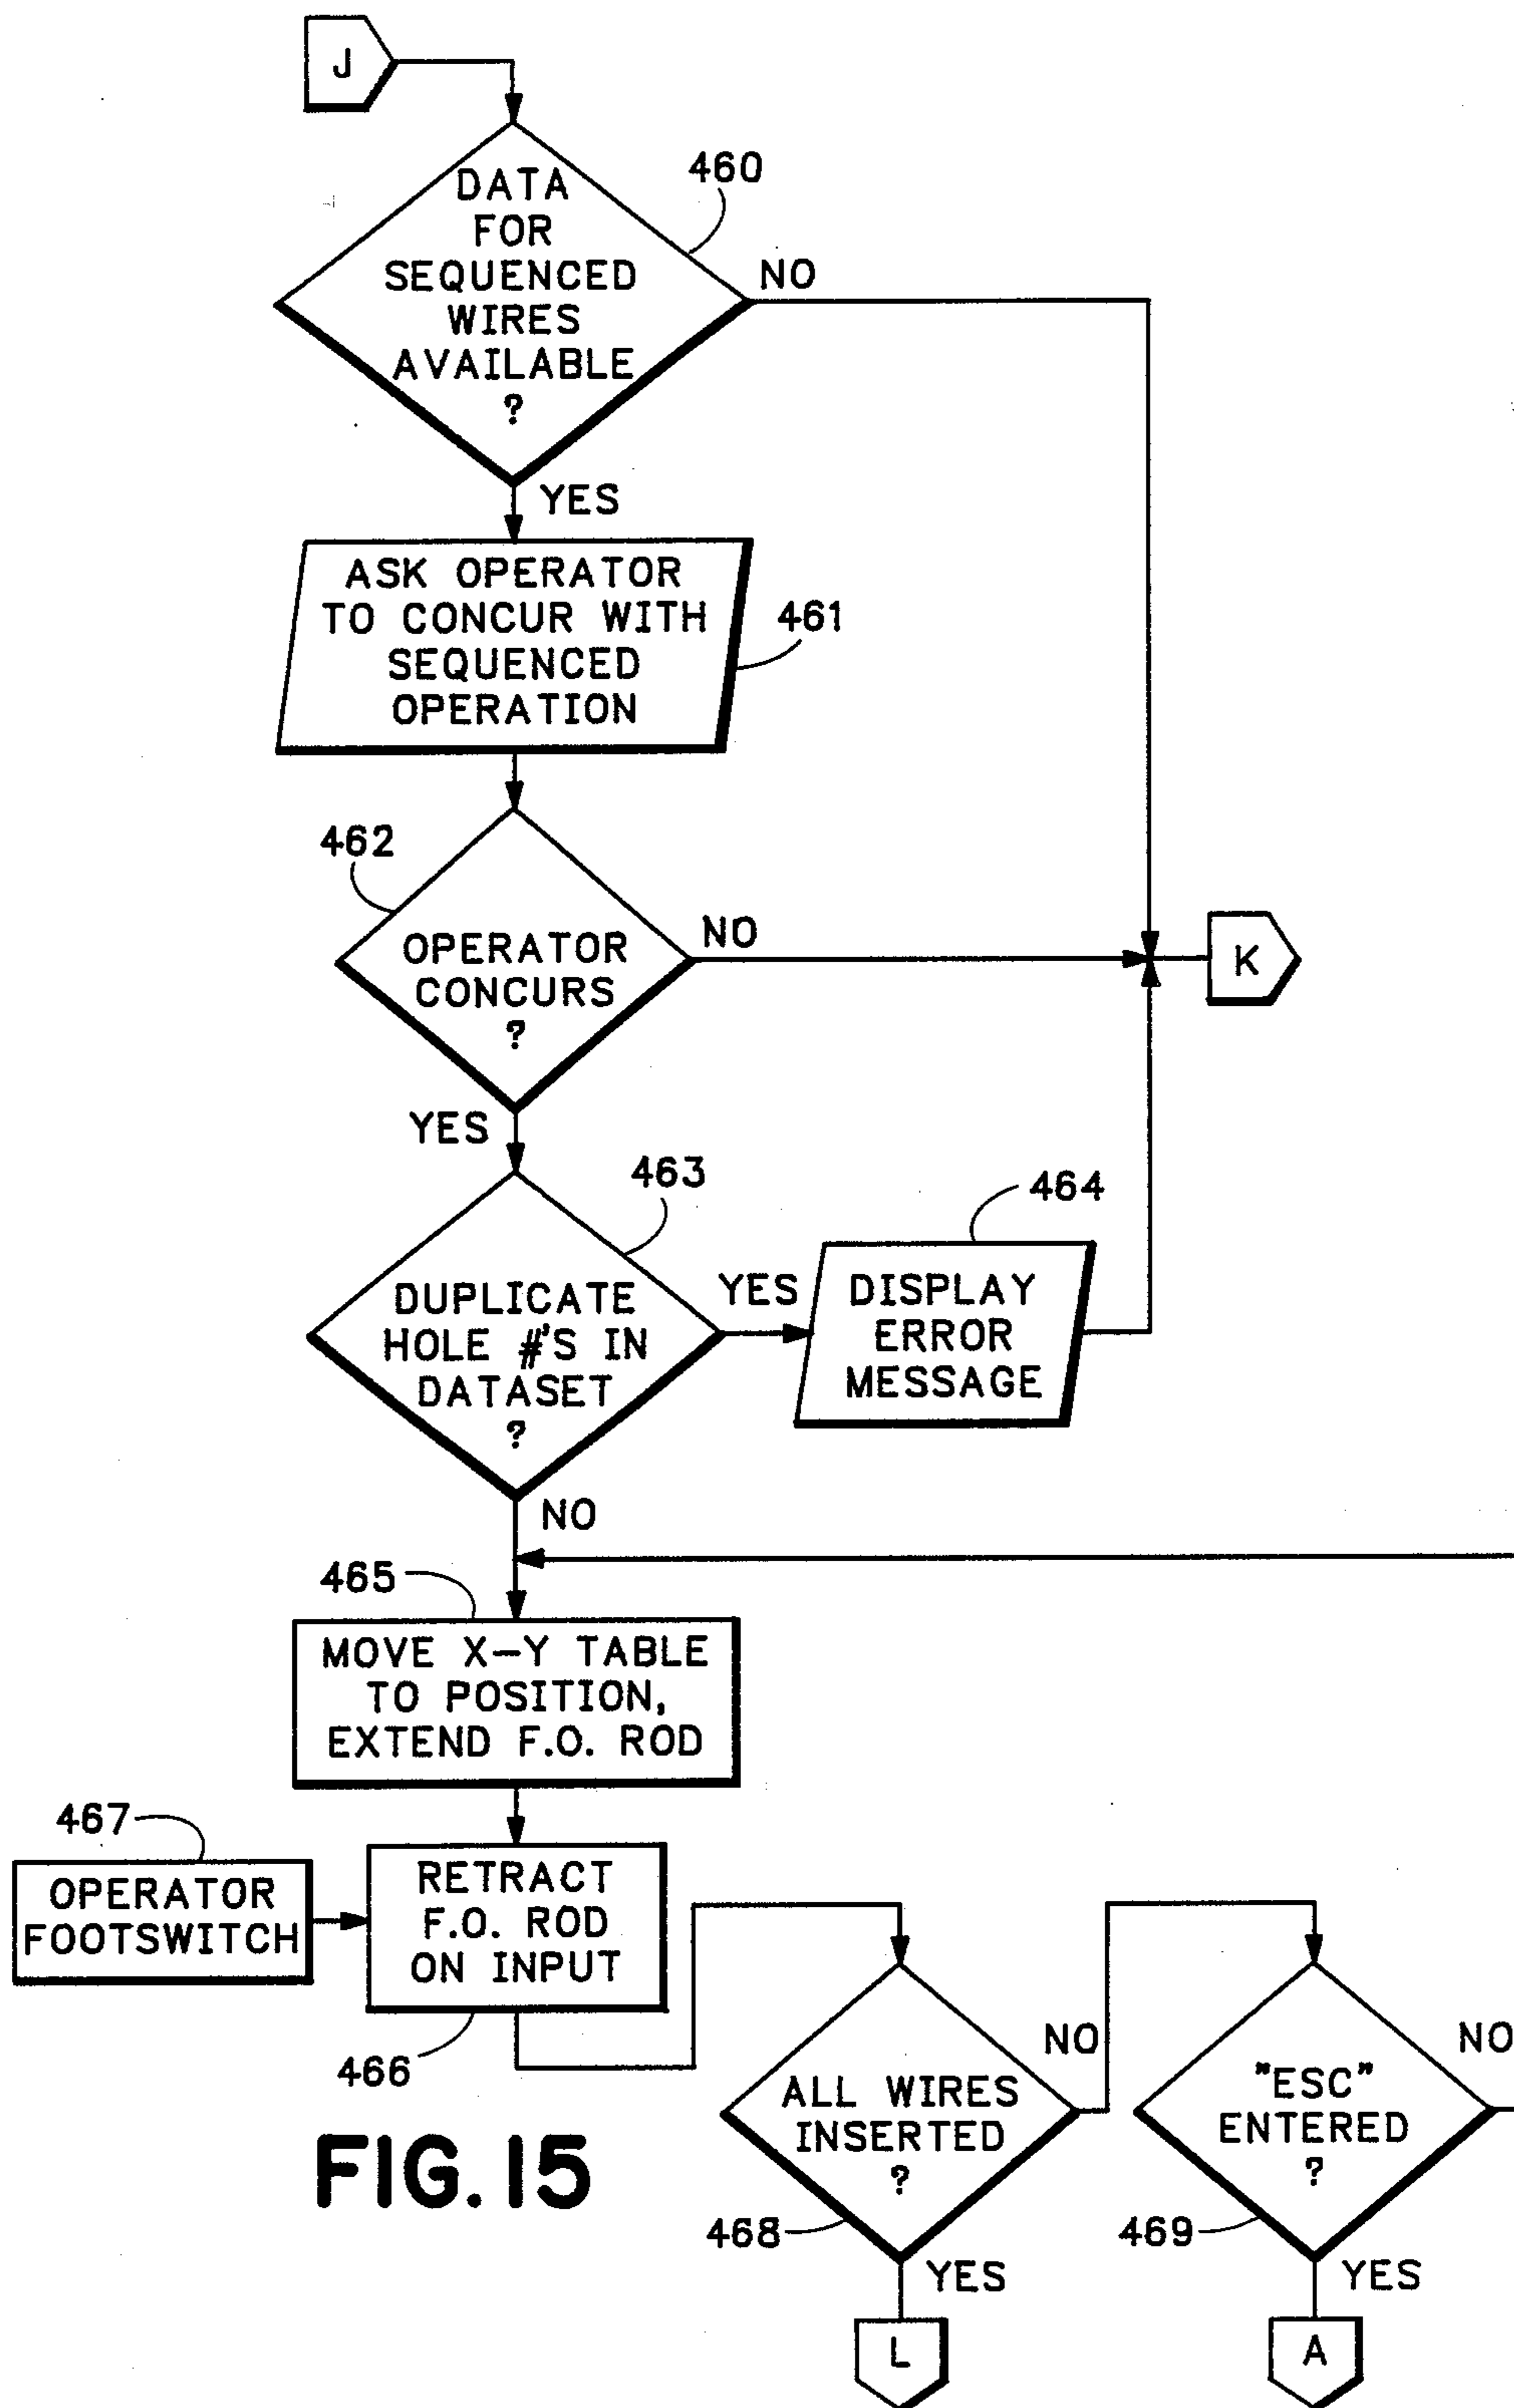 J
460
DATA
FOR
SEQUENCED
WIRES
AVAILABLE
?
NO
YES
ASK OPERATOR
TO CONCUR WITH
SEQUENCED
OPERATION
461
462
OPERATOR
CONCURS
?
NO
K
YES
463
464
DUPLICATE
HOLE #'S IN
DATASET
?
YES
DISPLAY
ERROR
MESSAGE
NO
465
MOVE X-Y TABLE
TO POSITION,
EXTEND F.O. ROD
467
OPERATOR
FOOTSWITCH
RETRACT
F.O. ROD
ON INPUT
466
ALL WIRES
INSERTED
?
NO
468
YES
L
"ESC"
ENTERED
?
NO
469
YES
A
FIG. 15